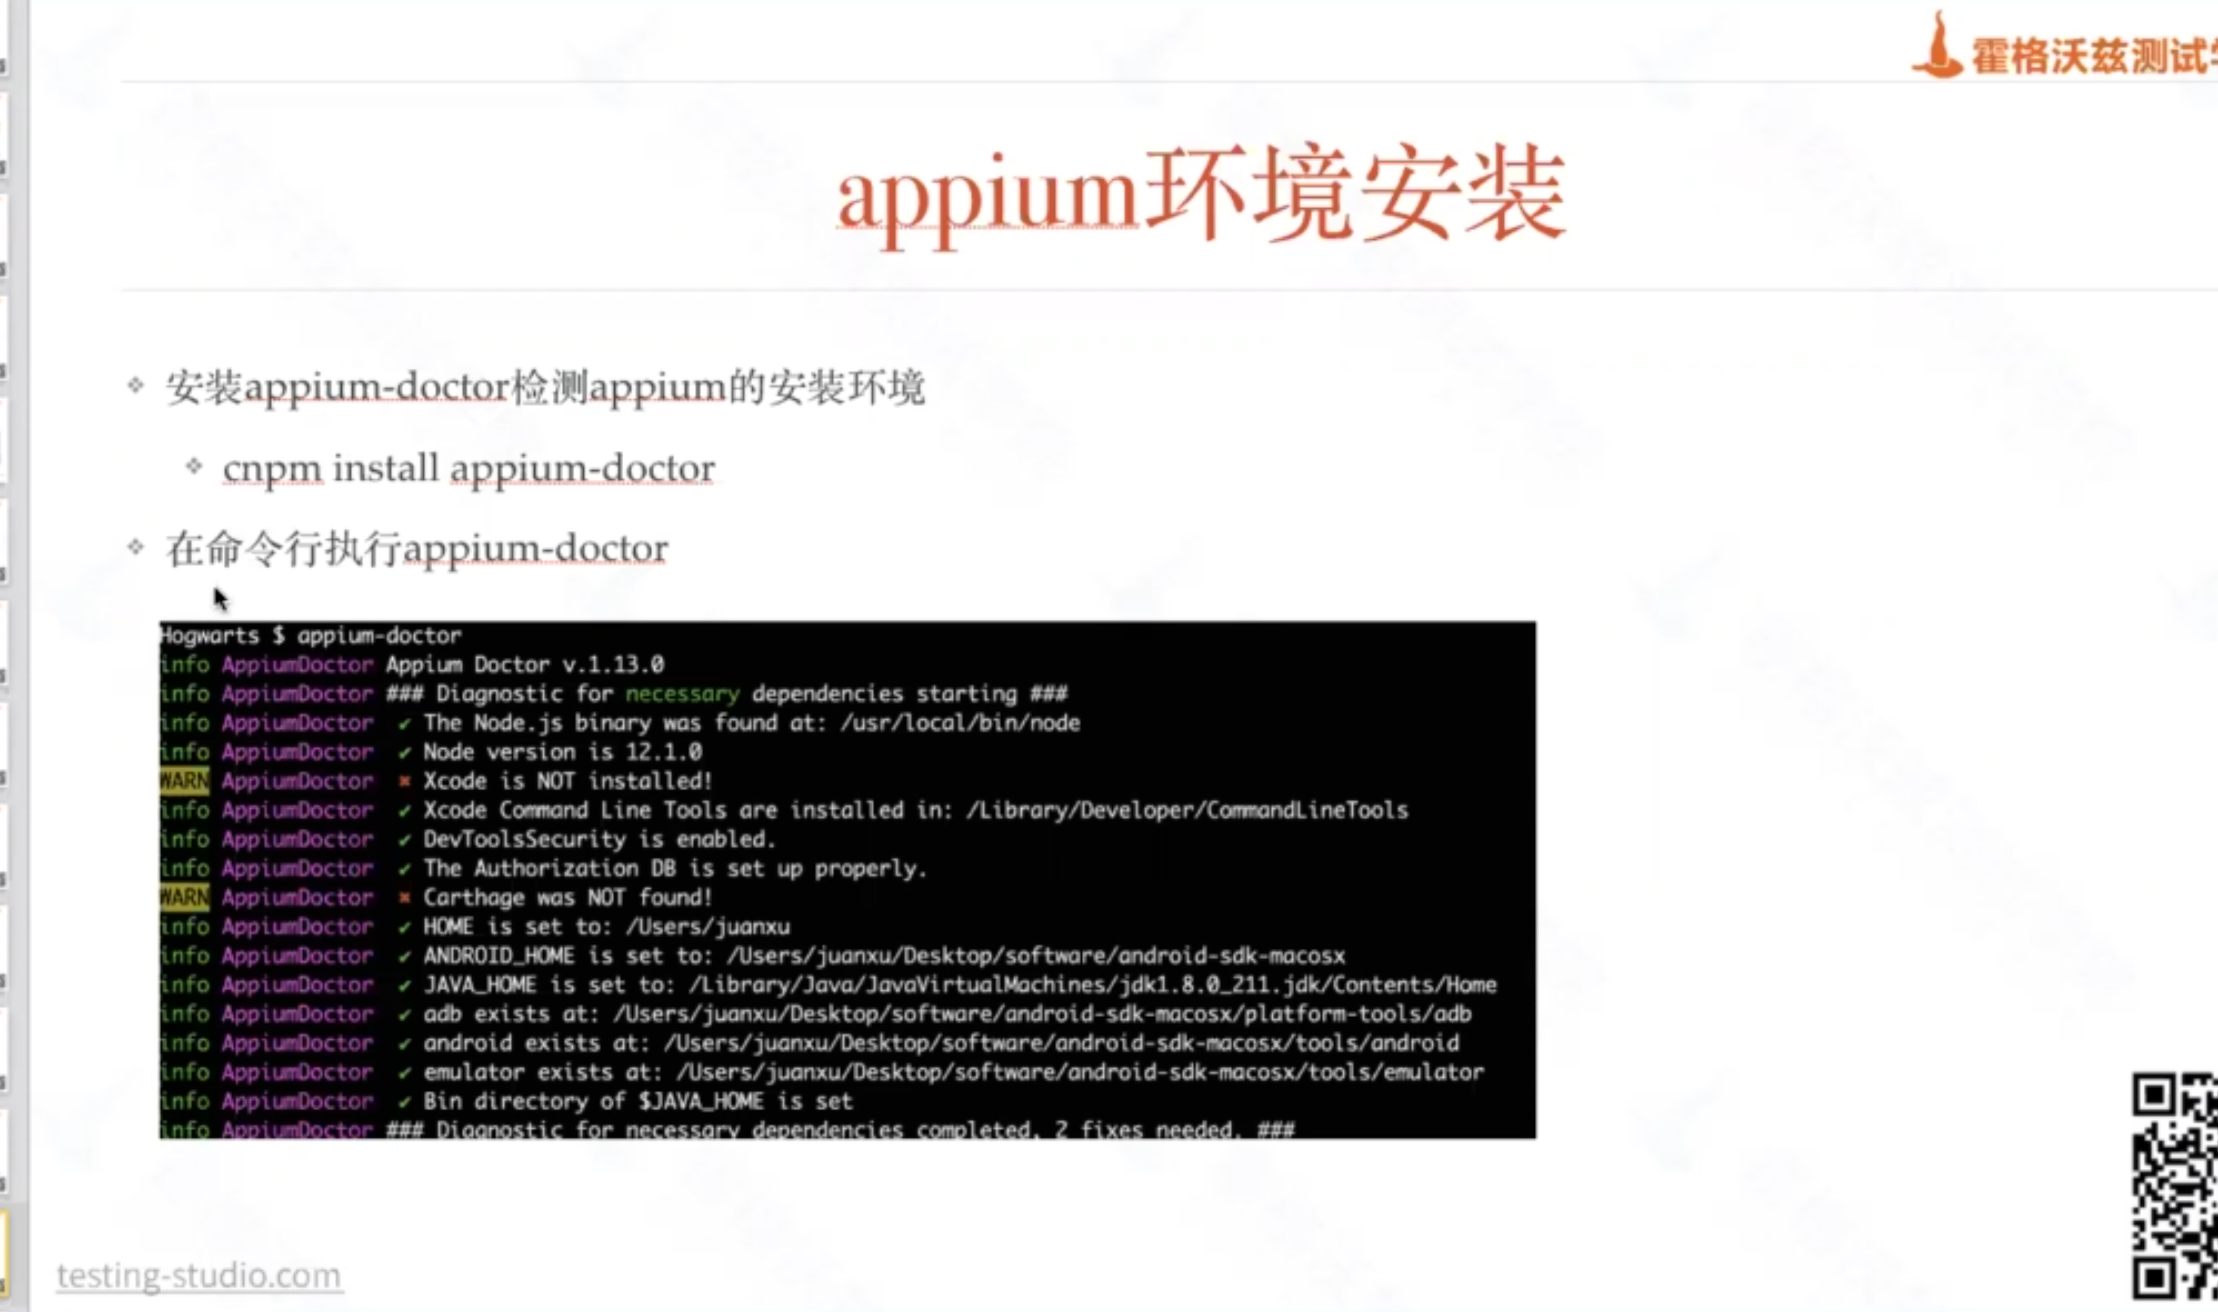 霍格沃兹测试
appium环境安装
安装appium-doctor检测appium的安装环境
cnpm install appium-doctor
在命令行执行appium-doctor
Hogwarts $ appium-doctor
info AppiumDoctor Appium Doctor v.1.13.0
info AppiumDoctor ### Diagnostic for necessary dependencies starting ###
info AppiumDoctor ✔ The Node.js binary was found at: /usr/local/bin/node
info AppiumDoctor ✔ Node version is 12.1.0
WARN AppiumDoctor ✖ Xcode is NOT installed!
info AppiumDoctor ✔ Xcode Command Line Tools are installed in: /Library/Developer/CommandLineTools
info AppiumDoctor ✔ DevToolsSecurity is enabled.
info AppiumDoctor ✔ The Authorization DB is set up properly.
WARN AppiumDoctor ✖ Carthage was NOT found!
info AppiumDoctor ✔ HOME is set to: /Users/juanxu
info AppiumDoctor ✔ ANDROID_HOME is set to: /Users/juanxu/Desktop/software/android-sdk-macosx
info AppiumDoctor ✔ JAVA_HOME is set to: /Library/Java/JavaVirtualMachines/jdk1.8.0_211.jdk/Contents/Home
info AppiumDoctor ✔ adb exists at: /Users/juanxu/Desktop/software/android-sdk-macosx/platform-tools/adb
info AppiumDoctor ✔ android exists at: /Users/juanxu/Desktop/software/android-sdk-macosx/tools/android
info AppiumDoctor ✔ emulator exists at: /Users/juanxu/Desktop/software/android-sdk-macosx/tools/emulator
info AppiumDoctor ✔ Bin directory of $JAVA_HOME is set
info AppiumDoctor ### Diagnostic for necessary dependencies completed, 2 fixes needed. ###
testing-studio.com